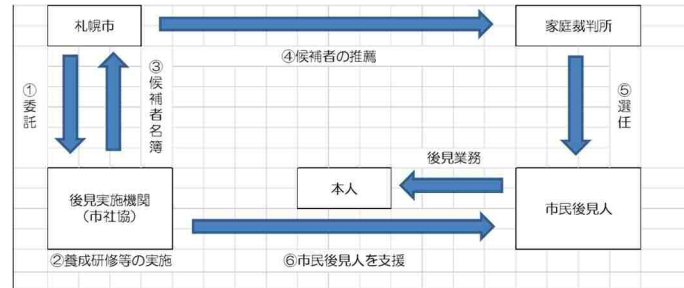 札幌市
家庭裁判所
④候補者の推薦
①委託
③候補者名簿
⑤選任
後見業務
後見実施機関
（市社協）
本人
市民後見人
②養成研修等の実施
⑥市民後見人を支援